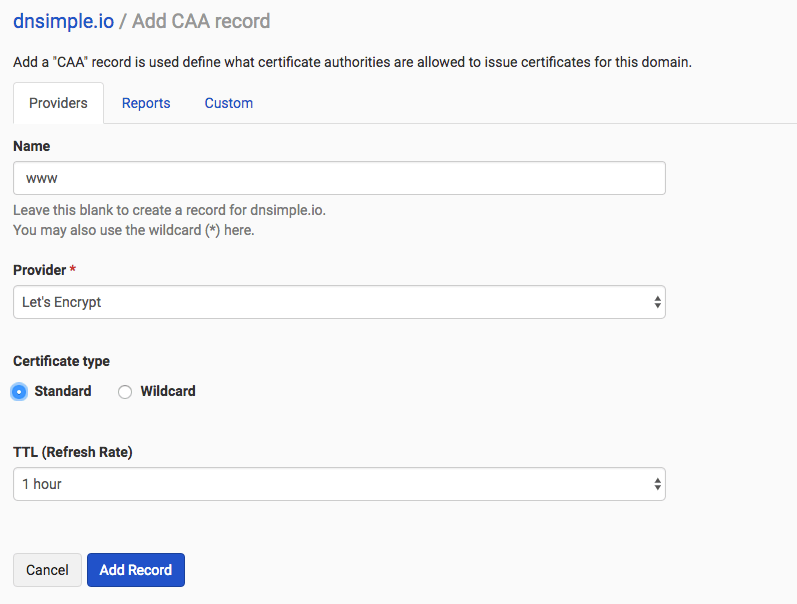 dnsimple.io / Add CAA record
Add a "CAA" record is used define what certificate authorities are allowed to issue certificates for this domain.
Providers Reports Custom
Name
www
Leave this blank to create a record for dnsimple.io.
You may also use the wildcard (*) here.
Provider *
Let's Encrypt
Certificate type
Standard Wildcard
TTL (Refresh Rate)
1 hour
Cancel Add Record